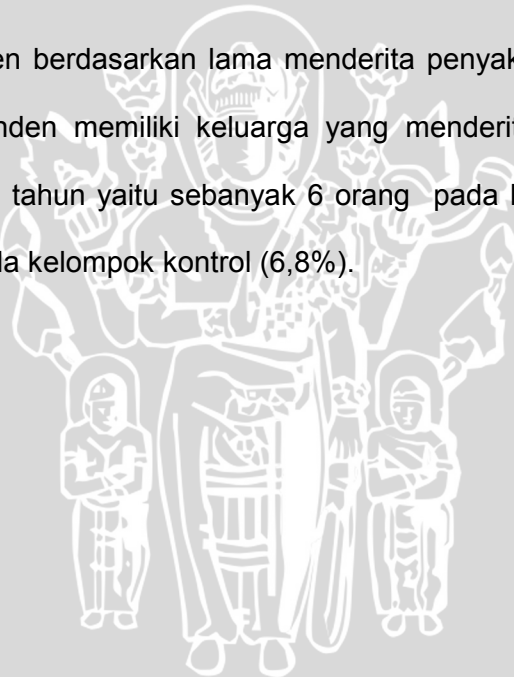 en berdasarkan lama menderita penyak
nden memiliki keluarga yang menderit
tahun yaitu sebanyak 6 orang pada
la kelompok kontrol (6,8%).